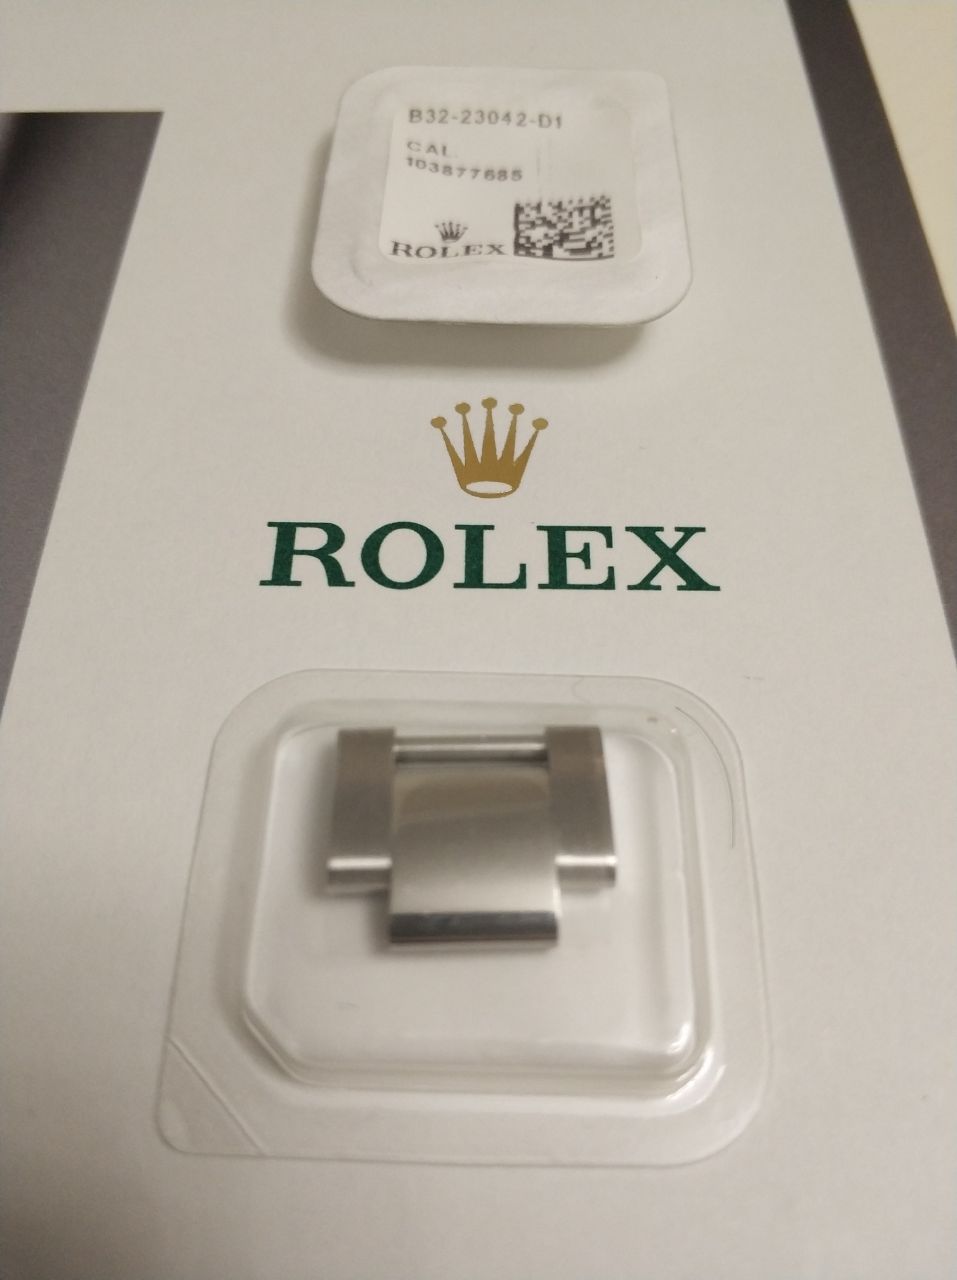 B32-23042-D1
CAL.
103877685
ROLEX
ROLEX